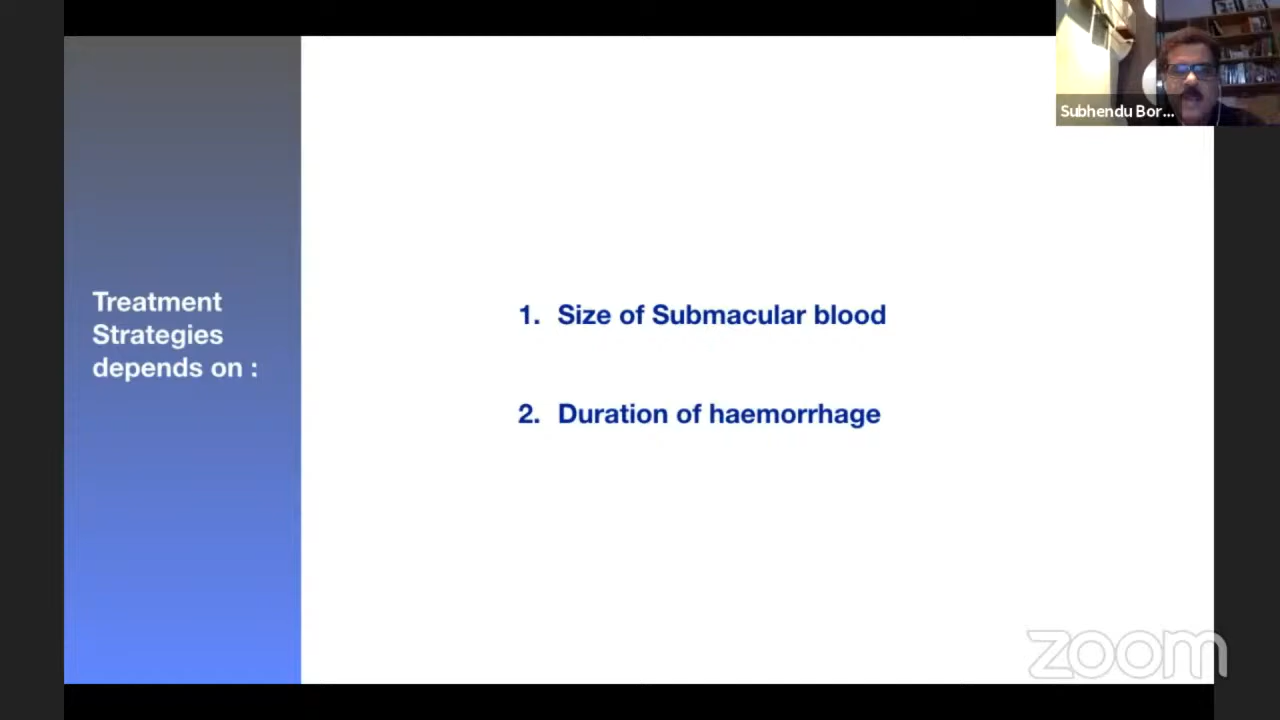 Subhendu Bor...
Treatment
Strategies
depends on :
1. Size of Submacular blood
2. Duration of haemorrhage
zoom